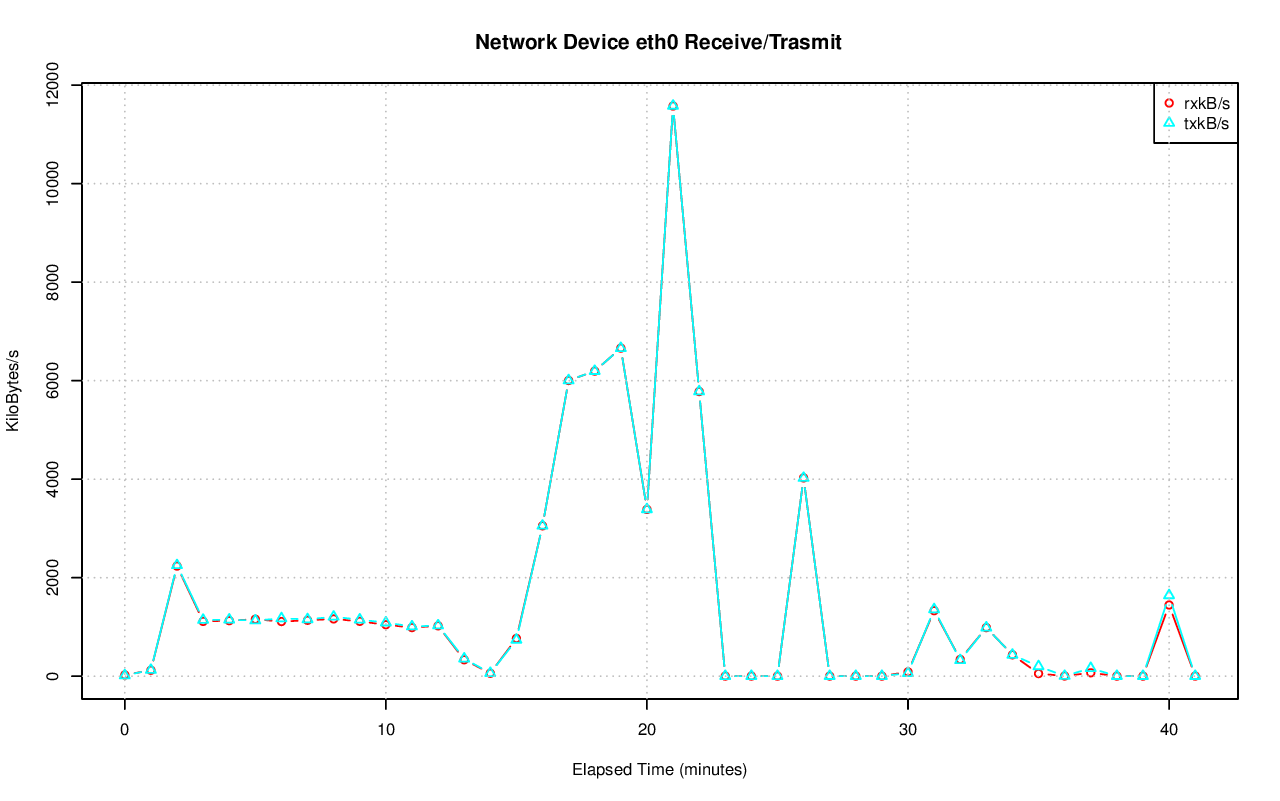 Network Device eth0 Receive/Trasmit
rxkB/s
txkB/s
KiloBytes/s
12000
10000
8000
6000
4000
2000
0
0 10 20 30 40
Elapsed Time (minutes)